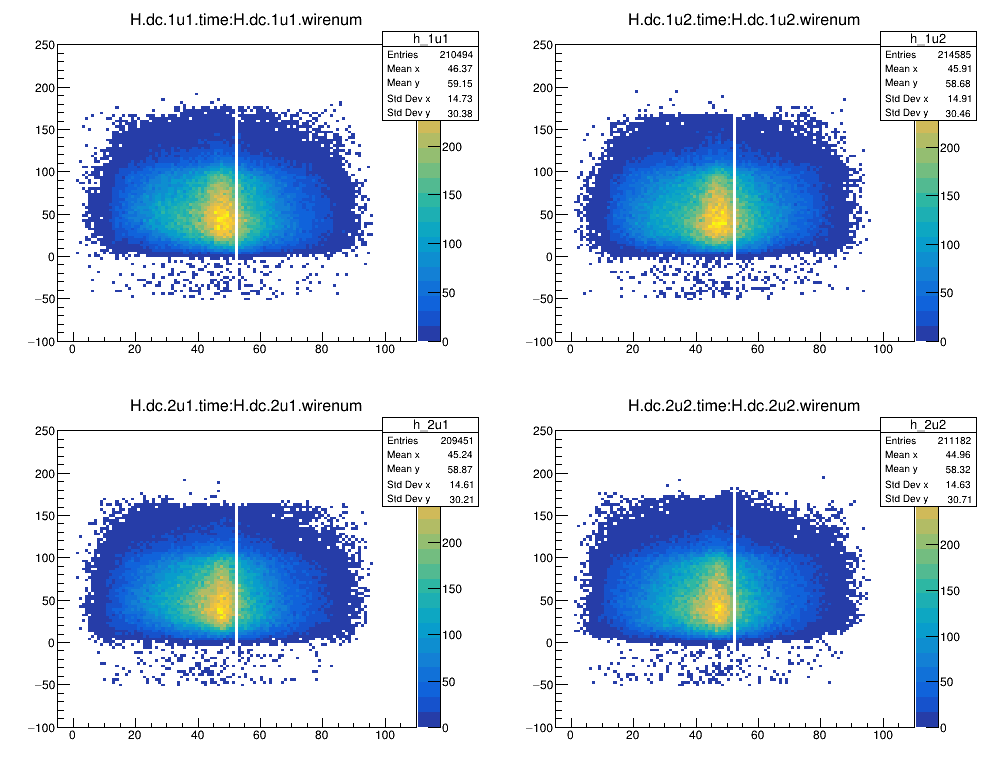 H.dc.1u1.time:H.dc.1u1.wirenum
h_1u1
Entries 210494
Mean x 46.37
Mean y 59.15
Std Dev x 14.73
Std Dev y 30.38
250
200
150
100
50
0
−50
−100
0 20 40 60 80 100
200
150
100
50
0
H.dc.1u2.time:H.dc.1u2.wirenum
h_1u2
Entries 214585
Mean x 45.91
Mean y 58.68
Std Dev x 14.91
Std Dev y 30.46
250
200
150
100
50
0
−50
−100
0 20 40 60 80 100
200
150
100
50
0
H.dc.2u1.time:H.dc.2u1.wirenum
h_2u1
Entries 209451
Mean x 45.24
Mean y 58.87
Std Dev x 14.61
Std Dev y 30.21
250
200
150
100
50
0
−50
−100
0 20 40 60 80 100
200
150
100
50
0
H.dc.2u2.time:H.dc.2u2.wirenum
h_2u2
Entries 211182
Mean x 44.96
Mean y 58.32
Std Dev x 14.63
Std Dev y 30.71
250
200
150
100
50
0
−50
−100
0 20 40 60 80 100
200
150
100
50
0